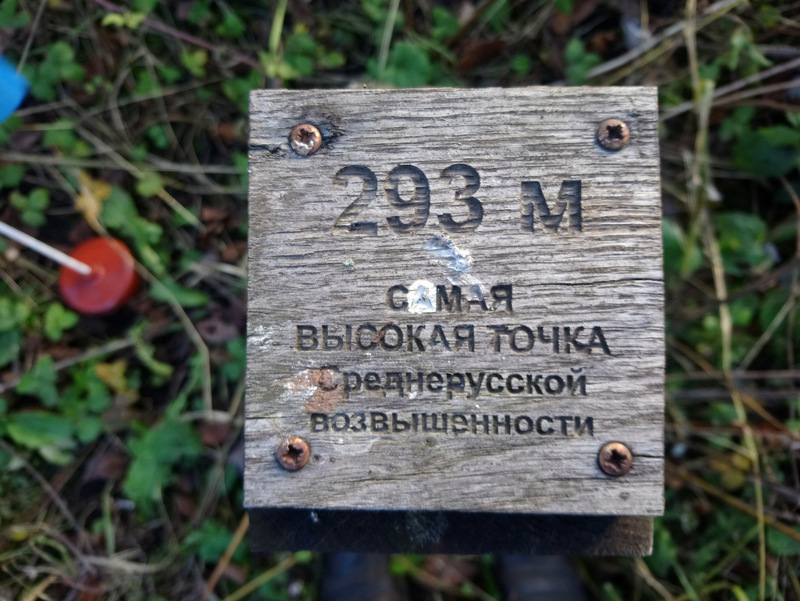 293 м
САМАЯ
ВЫСОКАЯ ТОЧКА
Среднерусской
возвышенности